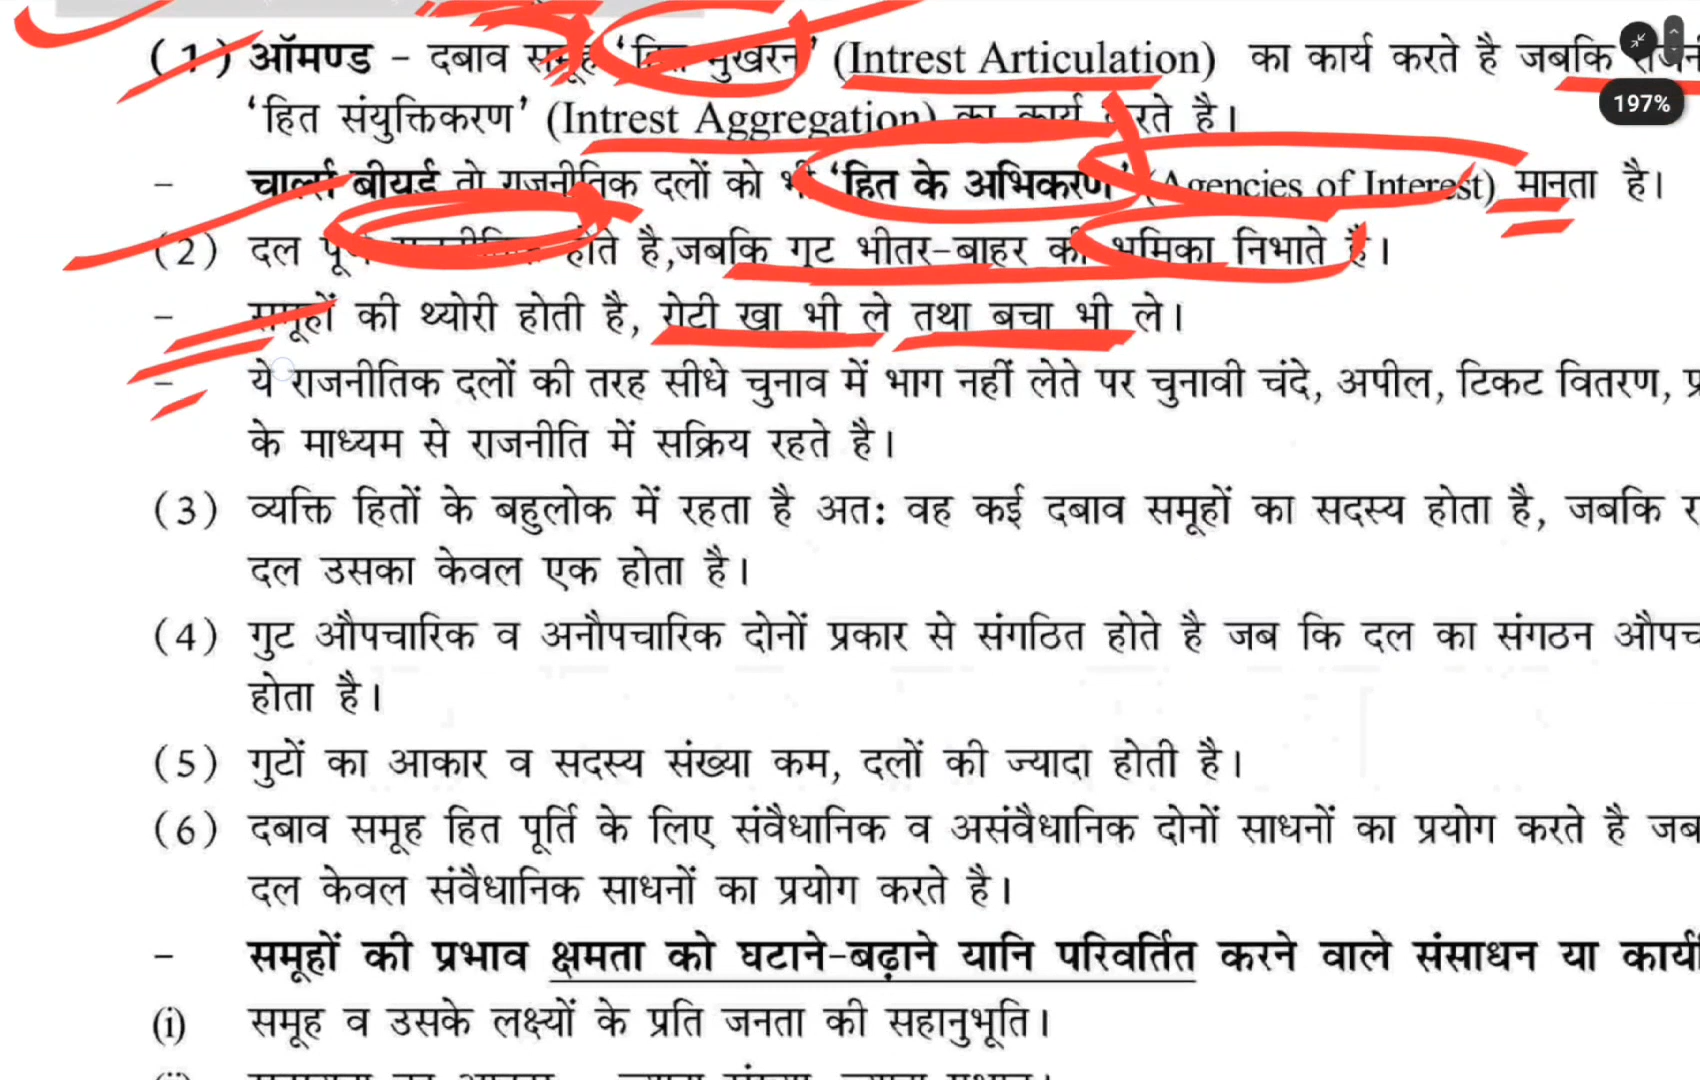 (1) ऑमण्ड - दबाव समूह 'हित मुखरन' (Intrest Articulation) का कार्य करते है जबकि
197%
'हित संयुक्तिकरण' (Intrest Aggregation) का कार्य करते है।
- चार्ल्स बीयर्ड तो राजनीतिक दलों को भी 'हित के अभिकरण' (Agencies of Interest) मानता है।
(2) दल पूर्ण राजनीतिक होते है,जबकि गुट भीतर-बाहर की भूमिका निभाते है।
- समूहों की थ्योरी होती है, रोटी खा भी ले तथा बचा भी ले।
- ये राजनीतिक दलों की तरह सीधे चुनाव में भाग नहीं लेते पर चुनावी चंदे, अपील, टिकट वितरण,
के माध्यम से राजनीति में सक्रिय रहते है।
(3) व्यक्ति हितों के बहुलोक में रहता है अतः वह कई दबाव समूहों का सदस्य होता है, जबकि
दल उसका केवल एक होता है।
(4) गुट औपचारिक व अनौपचारिक दोनों प्रकार से संगठित होते है जब कि दल का संगठन
होता है।
(5) गुटों का आकार व सदस्य संख्या कम, दलों की ज्यादा होती है।
(6) दबाव समूह हित पूर्ति के लिए संवैधानिक व असंवैधानिक दोनों साधनों का प्रयोग करते है
दल केवल संवैधानिक साधनों का प्रयोग करते है।
- समूहों की प्रभाव क्षमता को घटाने-बढ़ाने यानि परिवर्तित करने वाले संसाधन या
(i) समूह व उसके लक्ष्यों के प्रति जनता की सहानुभूति।